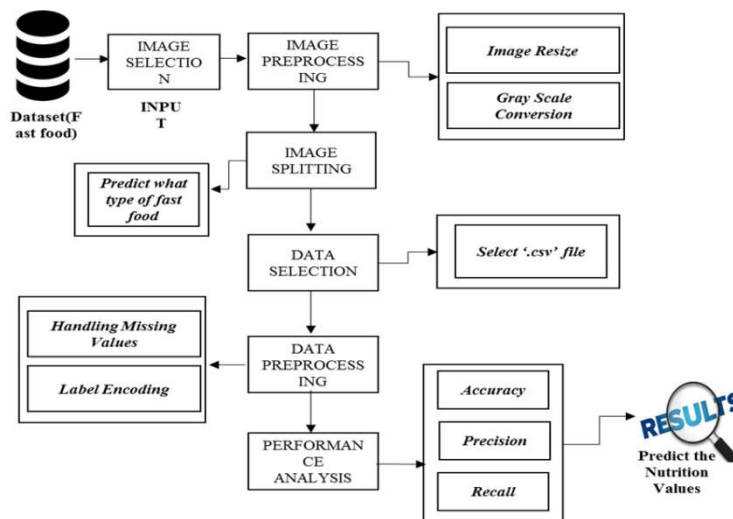 IMAGE
SELECTIO
N
IMAGE
PREPROCESS
ING
Image Resize
Gray Scale
Conversion
Dataset(F
ast food)
INPU
T
IMAGE
SPLITTING
Predict what
type of fast
food
DATA
SELECTION
Select ‘.csv’ file
Handling Missing
Values
Label Encoding
DATA
PREPROCESS
ING
Accuracy
Precision
Recall
PERFORMA
NCE
ANALYSIS
RESULTS
Predict the
Nutrition
Values